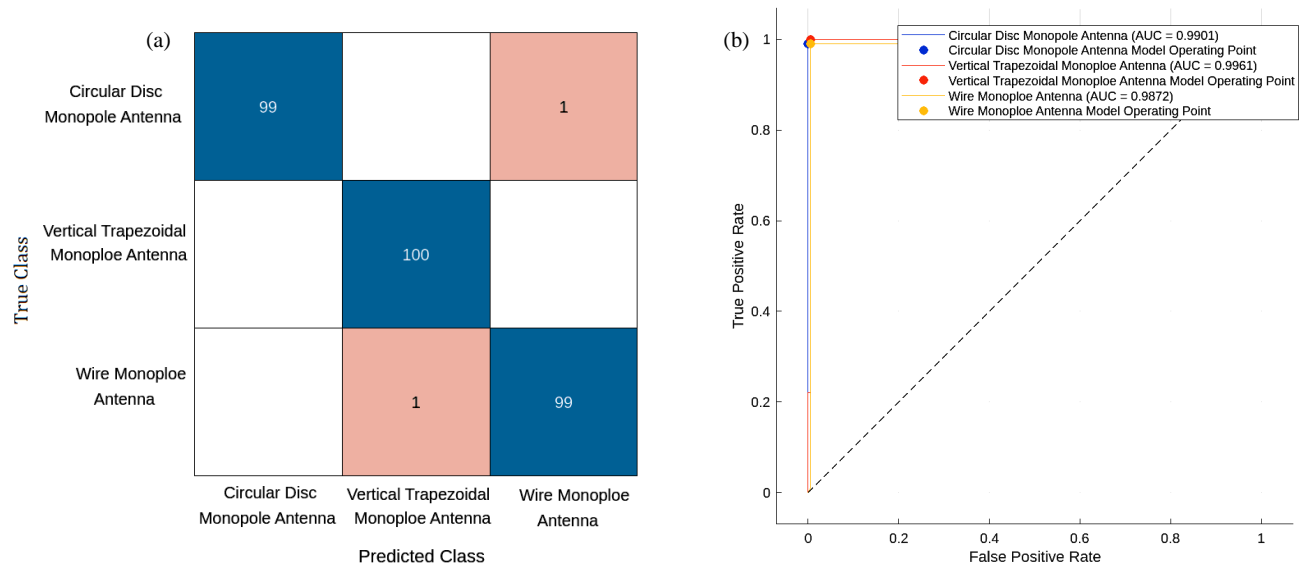 (a)
Circular Disc
Monopole Antenna
99
1
Vertical Trapezoidal
Monoploe Antenna
100
Wire Monoploe
Antenna
1
99
True Class
Circular Disc
Monopole Antenna
Vertical Trapezoidal
Monoploe Antenna
Wire Monoploe
Antenna
Predicted Class
(b)
Circular Disc Monopole Antenna (AUC = 0.9901)
Circular Disc Monopole Antenna Model Operating Point
Vertical Trapezoidal Monoploe Antenna (AUC = 0.9961)
Vertical Trapezoidal Monoploe Antenna Model Operating Point
Wire Monoploe Antenna (AUC = 0.9872)
Wire Monoploe Antenna Model Operating Point
1
0.8
0.6
0.4
0.2
0
True Positive Rate
0 0.2 0.4 0.6 0.8 1
False Positive Rate